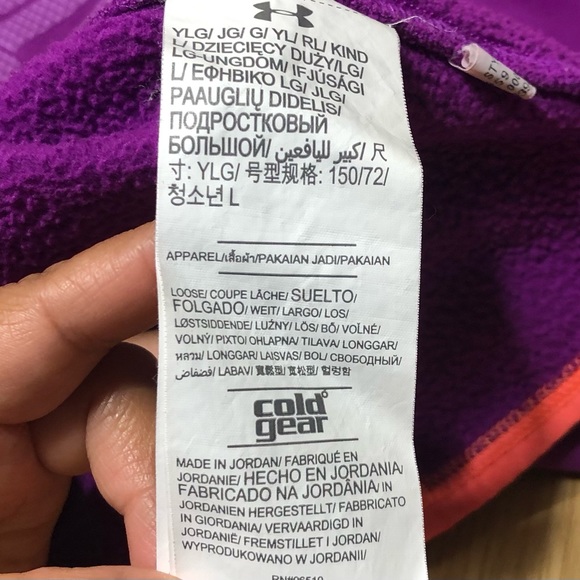 YLG/ JG/ G/ YL/ RL/ KIND
L/ DZIECIĘCY DUŻY/LG/
LG-UNGDOM/ IFJÚSÁGI
L/ ΕΦΗΒΙΚΟ LG/ JLG/
PAAUGLIŲ DIDELIS/
ПОДРОСТКОВЫЙ
БОЛЬШОЙ/ كبير لليافعين/ 尺
寸: YLG/ 号型规格: 150/72/
청소년 L
APPAREL/เสื้อผ้า/PAKAIAN JADI/PAKAIAN
LOOSE/ COUPE LÂCHE/ SUELTO/
FOLGADO/ WEIT/ LARGO/ LOS/
LØSTSIDDENDE/ LUŹNY/ LÖS/ BŐ/ VOLNÉ/
VOĽNÝ/ PIXTO/ OHLAPNA/ TILAVA/ LONGGAR/
หลวม/ LONGGAR/ LAISVAS/ BOL/ СВОБОДНЫЙ/
فضفاض/ LABAV/ 寬鬆型/ 宽松型/ 헐렁함
cold
gear
MADE IN JORDAN/ FABRIQUÉ EN
JORDANIE/ HECHO EN JORDANIA/
FABRICADO NA JORDÂNIA/ IN
JORDANIEN HERGESTELLT/ FABBRICATO
IN GIORDANIA/ VERVAARDIGD IN
JORDANIË/ FREMSTILLET I JORDAN/
WYPRODUKOWANO W JORDANII/
RN#96510